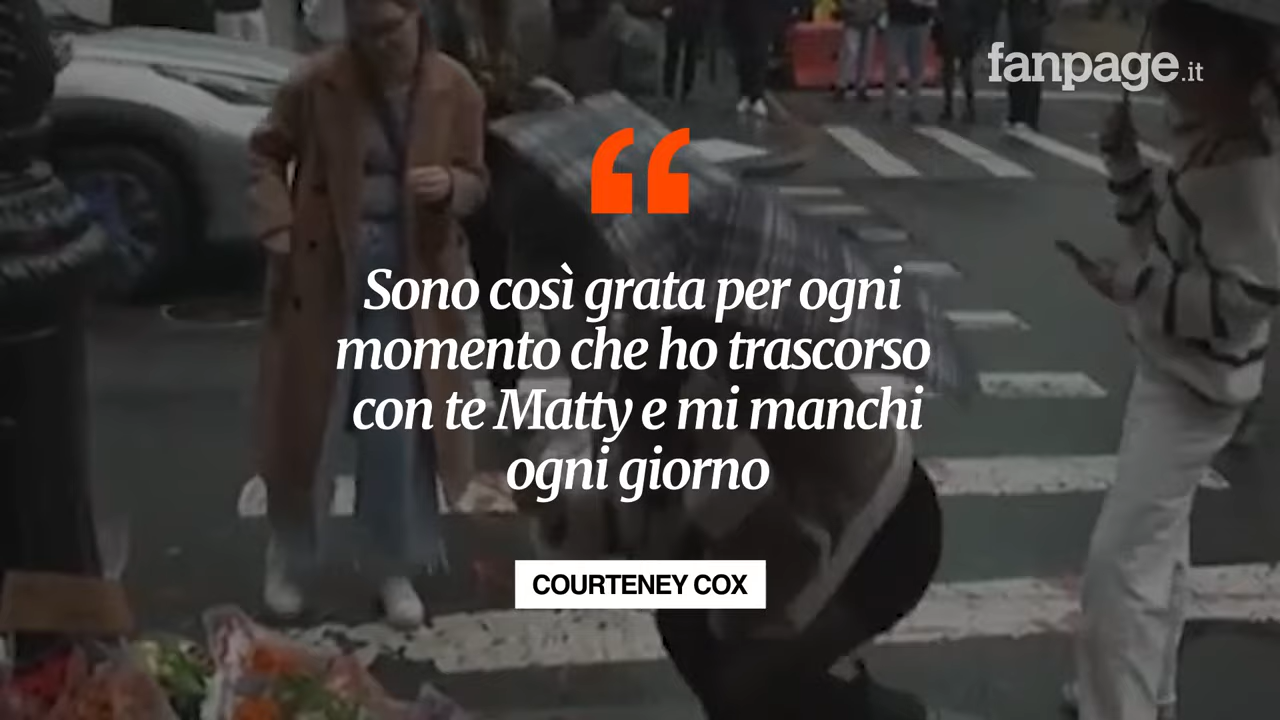 fanpage.it
“
Sono così grata per ogni
momento che ho trascorso
con te Matty e mi manchi
ogni giorno
COURTENEY COX